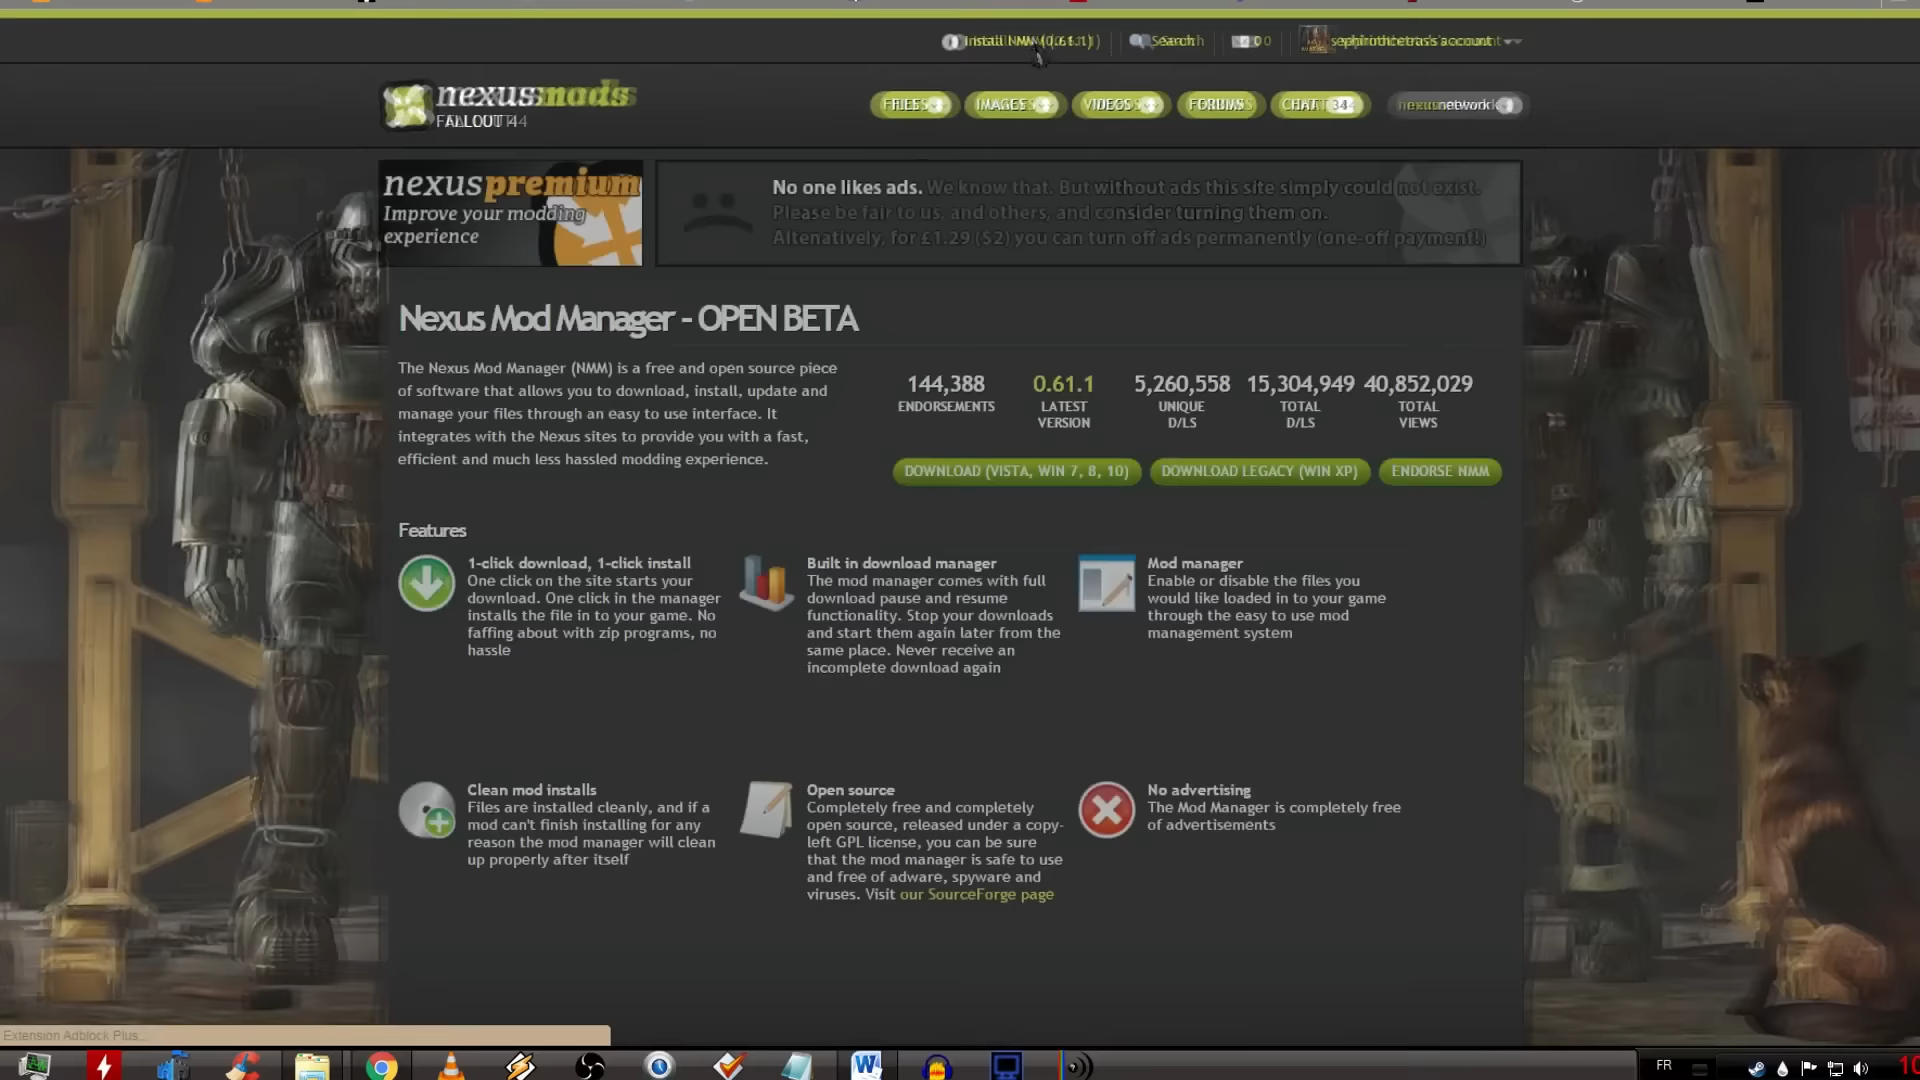 Install NMM (0.61.1)
Search
0
nexusmods
FALLOUT 4
FILES
IMAGES
VIDEOS
FORUMS
CHAT 34
nexusnetwork
nexuspremium
Improve your modding
experience
No one likes ads. We know that. But without ads this site simply could not exist.
Please be fair to us, and others, and consider turning them on.
Altenatively, for £1.29 ($2) you can turn off ads permanently (one-off payment!)
Nexus Mod Manager - OPEN BETA
The Nexus Mod Manager (NMM) is a free and open source piece
of software that allows you to download, install, update and
manage your files through an easy to use interface. It
integrates with the Nexus sites to provide you with a fast,
efficient and much less hassled modding experience.
144,388
ENDORSEMENTS
0.61.1
LATEST
VERSION
5,260,558
UNIQUE
D/LS
15,304,949
TOTAL
D/LS
40,852,029
TOTAL
VIEWS
DOWNLOAD (VISTA, WIN 7, 8, 10)
DOWNLOAD LEGACY (WIN XP)
ENDORSE NMM
Features
1-click download, 1-click install
One click on the site starts your
download. One click in the manager
installs the file in to your game. No
faffing about with zip programs, no
hassle
Built in download manager
The mod manager comes with full
download pause and resume
functionality. Stop your downloads
and start them again later from the
same place. Never receive an
incomplete download again
Mod manager
Enable or disable the files you
would like loaded in to your game
through the easy to use mod
management system
Clean mod installs
Files are installed cleanly, and if a
mod can't finish installing for any
reason the mod manager will clean
up properly after itself
Open source
Completely free and completely
open source, released under a copy-
left GPL license, you can be sure
that the mod manager is safe to use
and free of adware, spyware and
viruses. Visit our SourceForge page
No advertising
The Mod Manager is completely free
of advertisements
Extension Adblock Plus...
FR
10